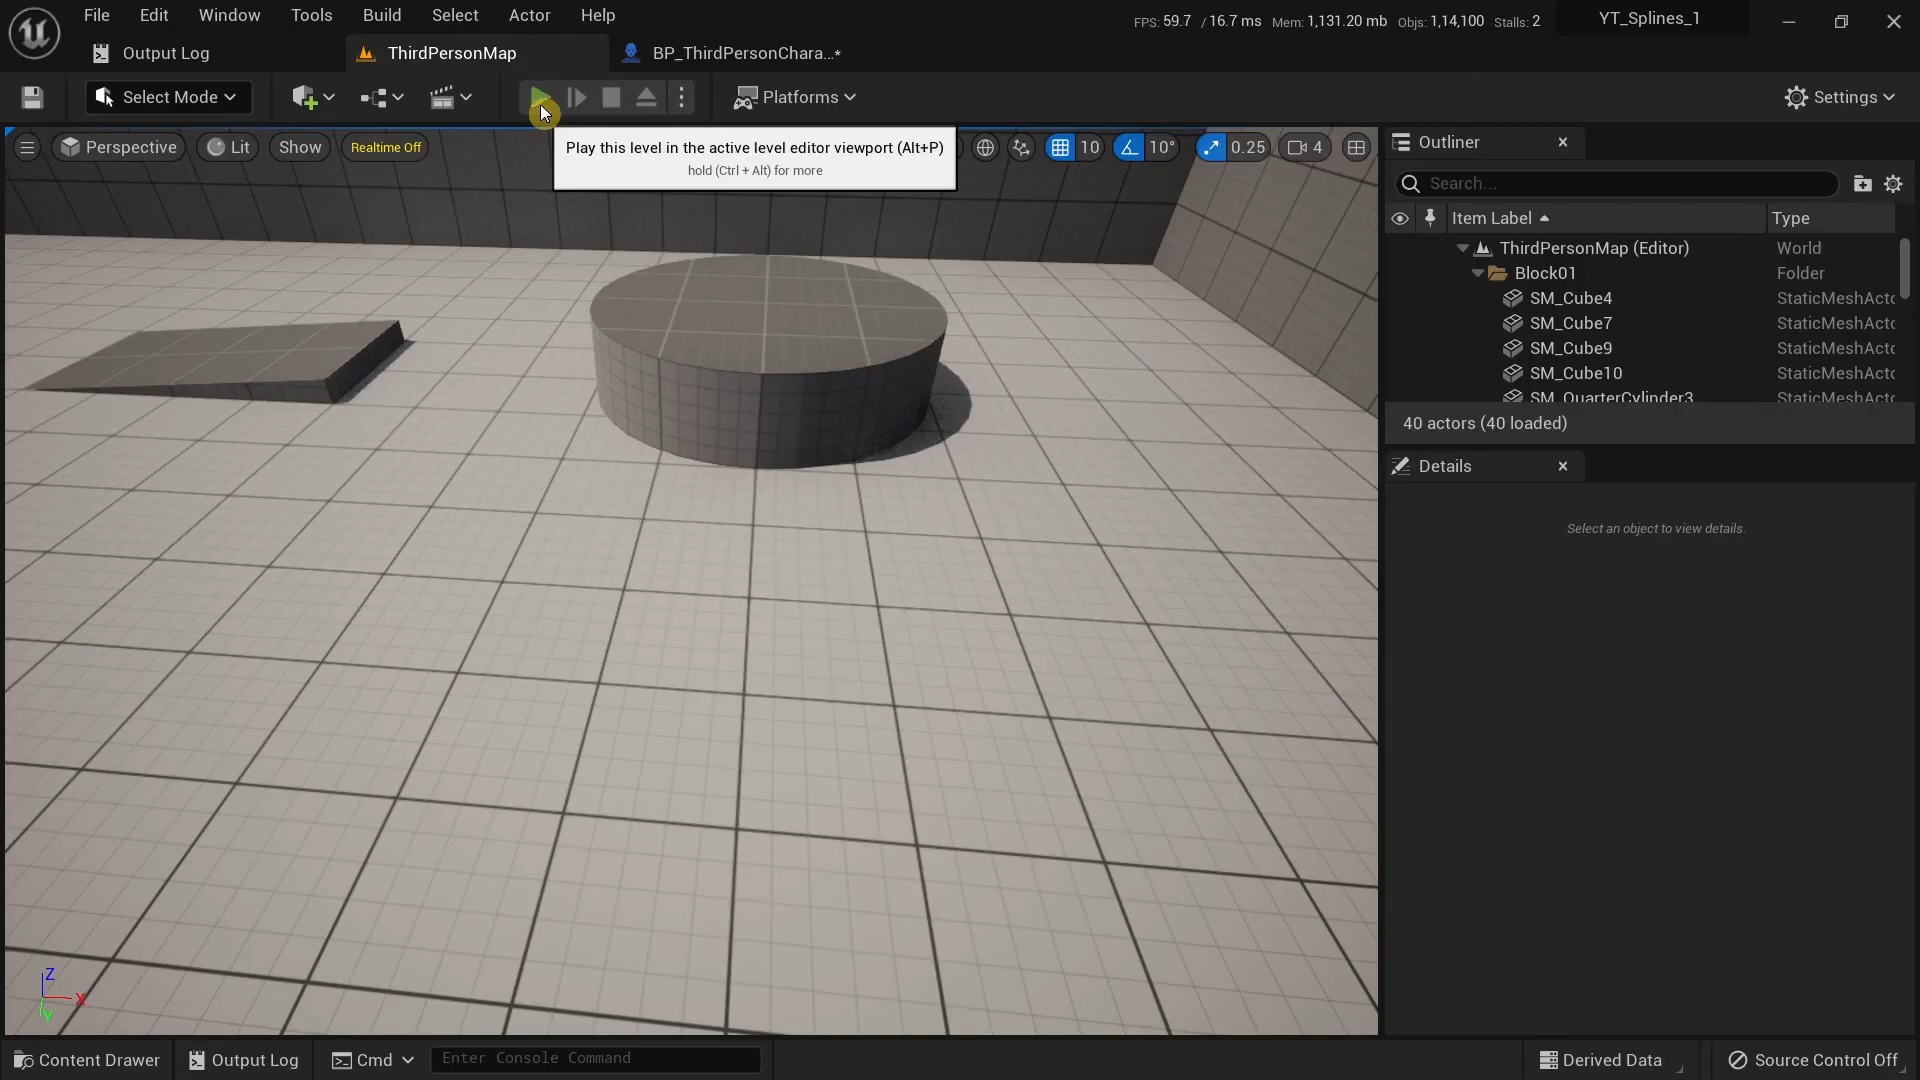 File Edit Window Tools Build Select Actor Help
FPS: 59.7 / 16.7 ms Mem: 1,131.20 mb Objs: 1,14,100 Stalls: 2
YT_Splines_1
Output Log
ThirdPersonMap
BP_ThirdPersonChara...*
Select Mode
Platforms
Settings
Perspective
Lit
Show
Realtime Off
Play this level in the active level editor viewport (Alt+P)
hold (Ctrl + Alt) for more
10
10°
0.25
4
Outliner
Search...
Item Label Type
ThirdPersonMap (Editor) World
Block01 Folder
SM_Cube4 StaticMeshActo
SM_Cube7 StaticMeshActo
SM_Cube9 StaticMeshActo
SM_Cube10 StaticMeshActo
SM_QuarterCylinder3 StaticMeshActo
40 actors (40 loaded)
Details
Select an object to view details.
Z
X
Y
Content Drawer
Output Log
Cmd
Enter Console Command
Derived Data
Source Control Off